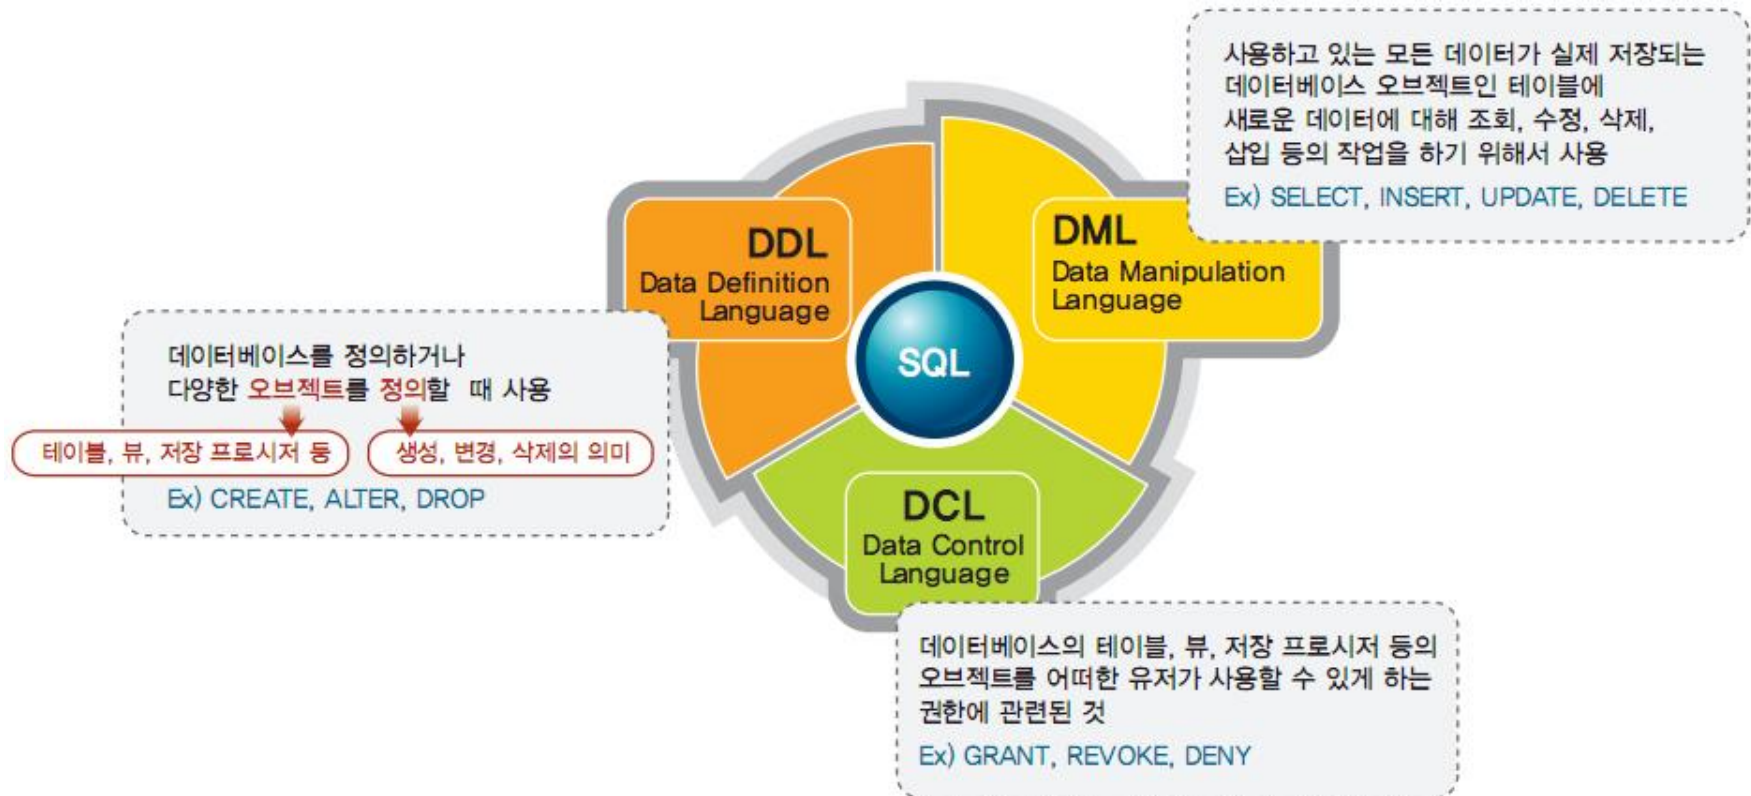 사용하고 있는 모든 데이터가 실제 저장되는
데이터베이스 오브젝트인 테이블에
새로운 데이터에 대해 조회, 수정, 삭제,
삽입 등의 작업을 하기 위해서 사용
Ex) SELECT, INSERT, UPDATE, DELETE
DDL
Data Definition
Language
DML
Data Manipulation
Language
SQL
데이터베이스를 정의하거나
다양한 오브젝트를 정의할 때 사용
테이블, 뷰, 저장 프로시저 등
생성, 변경, 삭제의 의미
Ex) CREATE, ALTER, DROP
DCL
Data Control
Language
데이터베이스의 테이블, 뷰, 저장 프로시저 등의
오브젝트를 어떠한 유저가 사용할 수 있게 하는
권한에 관련된 것
Ex) GRANT, REVOKE, DENY